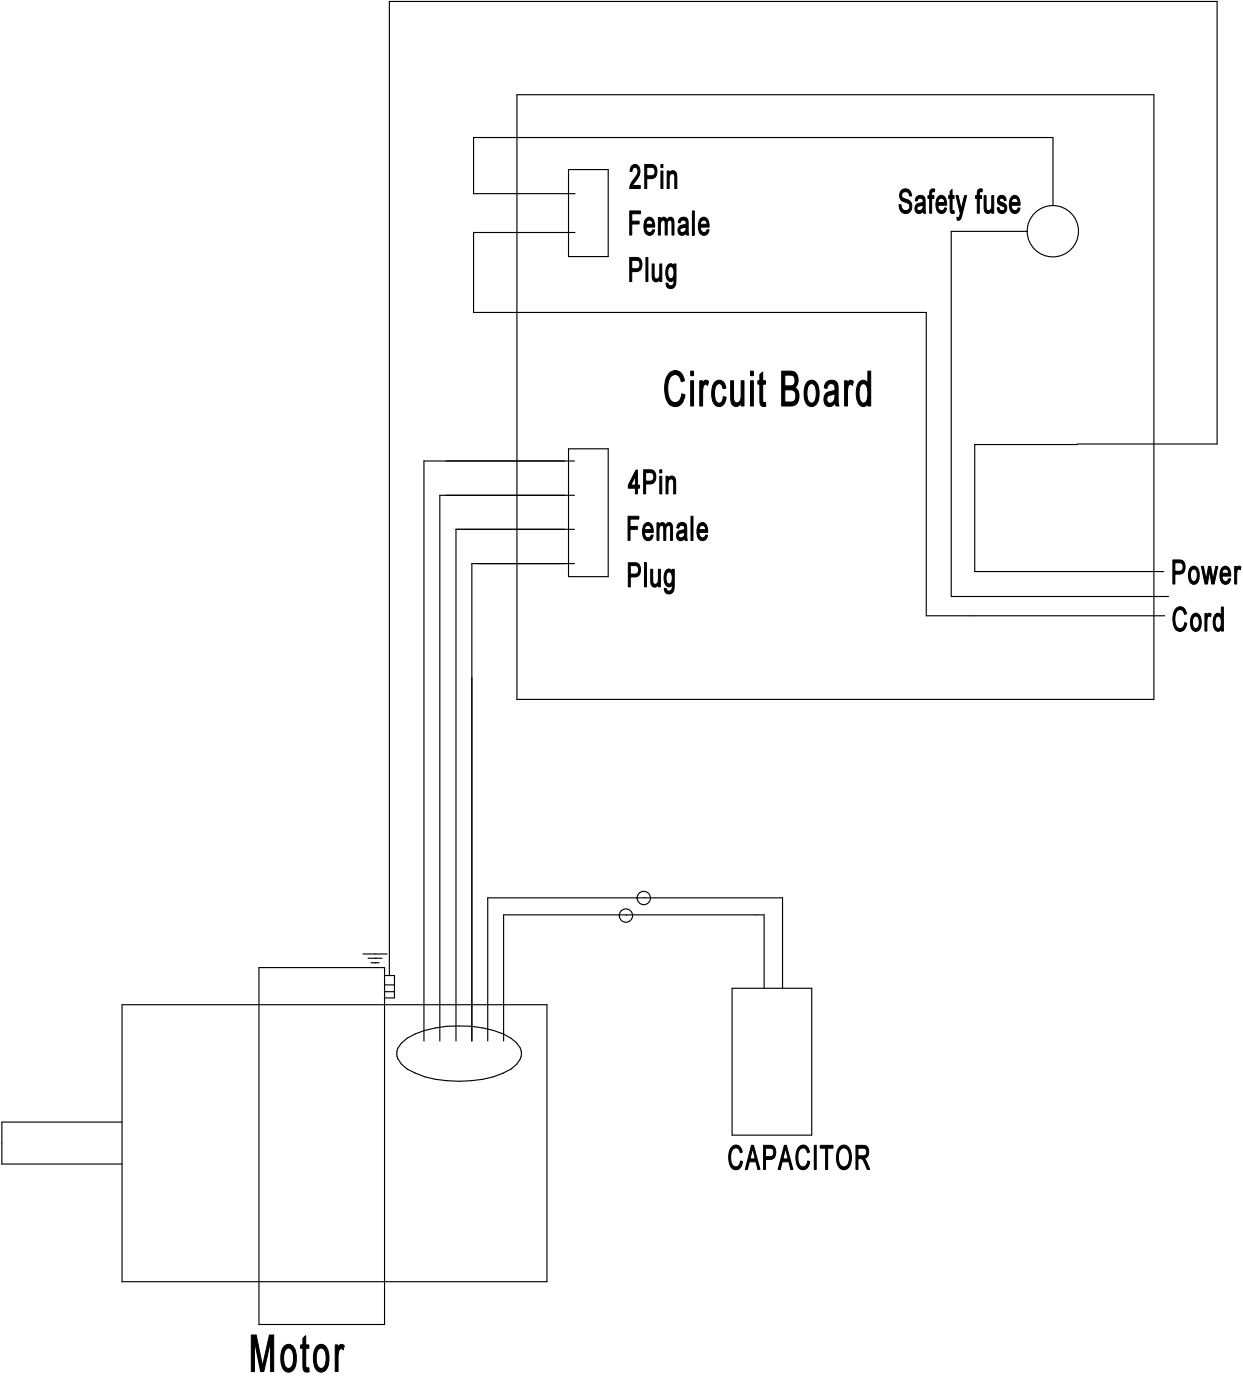 2Pin
Female
Plug
Safety fuse
Circuit Board
4Pin
Female
Plug
Power
Cord
CAPACITOR
Motor